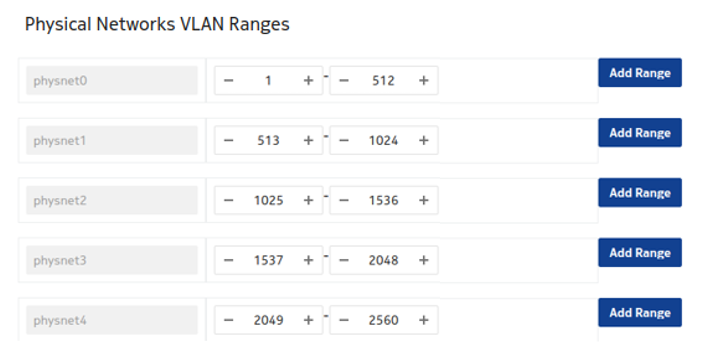 Physical Networks VLAN Ranges
physnet0 − 1 + - − 512 + Add Range
physnet1 − 513 + - − 1024 + Add Range
physnet2 − 1025 + - − 1536 + Add Range
physnet3 − 1537 + - − 2048 + Add Range
physnet4 − 2049 + - − 2560 + Add Range